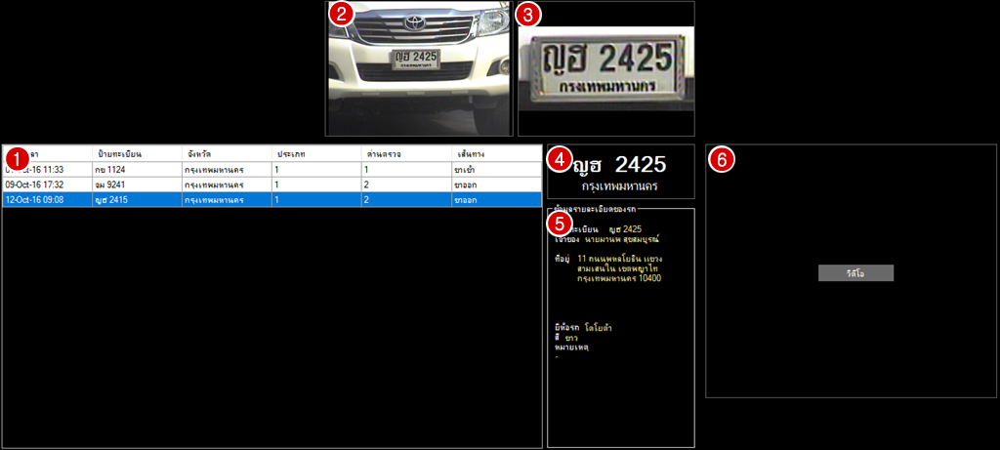 2
ญฮ 2425
กรุงเทพมหานคร
3
ญฮ 2425
กรุงเทพมหานคร
1
ป้ายทะเบียน จังหวัด ประเภท ด่านตรวจ เส้นทาง
11:33 กข 1124 กรุงเทพมหานคร 1 1 ขาเข้า
09-Oct-16 17:32 จม 9241 กรุงเทพมหานคร 1 2 ขาออก
12-Oct-16 09:08 ญฮ 2415 กรุงเทพมหานคร 1 2 ขาออก
4
ญฮ 2425
กรุงเทพมหานคร
5
ข้อมูลรายละเอียดของรถ
ทะเบียน ญฮ 2425
เจ้าของ นายมานพ สุขสมบูรณ์
ที่อยู่ 11 ถนนพหลโยธิน แขวง
สามเสนใน เขตพญาไท
กรุงเทพมหานคร 10400
ยี่ห้อรถ โตโยต้า
สี ขาว
หมายเหตุ
-
6
วีดีโอ